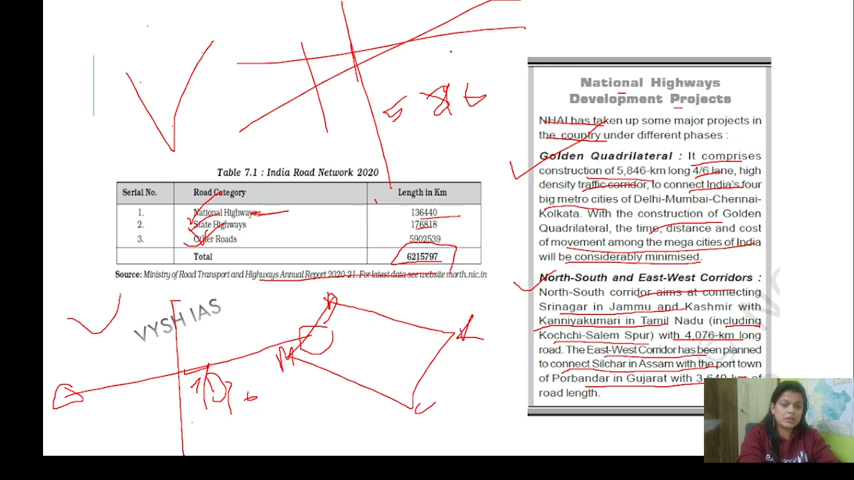 5 & 6
Table 7.1 : India Road Network 2020
Serial No. Road Category Length in Km
1. National Highways 136440
2. State Highways 176818
3. Other Roads 5902539
Total 6215797
Source: Ministry of Road Transport and Highways Annual Report 2020-21. For latest data see website morth.nic.in
VYSH IAS
D
K
M
C
National Highways
Development Projects
NHAI has taken up some major projects in
the country under different phases :
Golden Quadrilateral : It comprises
construction of 5,846-km long 4/6 lane, high
density traffic corridor, to connect India's four
big metro cities of Delhi-Mumbai-Chennai-
Kolkata. With the construction of Golden
Quadrilateral, the time, distance and cost
of movement among the mega cities of India
will be considerably minimised.
North-South and East-West Corridors :
North-South corridor aims at connecting
Srinagar in Jammu and Kashmir with
Kanniyakumari in Tamil Nadu (including
Kochchi-Salem Spur) with 4,076-km long
road. The East-West Corridor has been planned
to connect Silchar in Assam with the port town
of Porbandar in Gujarat with 3,640-km of
road length.